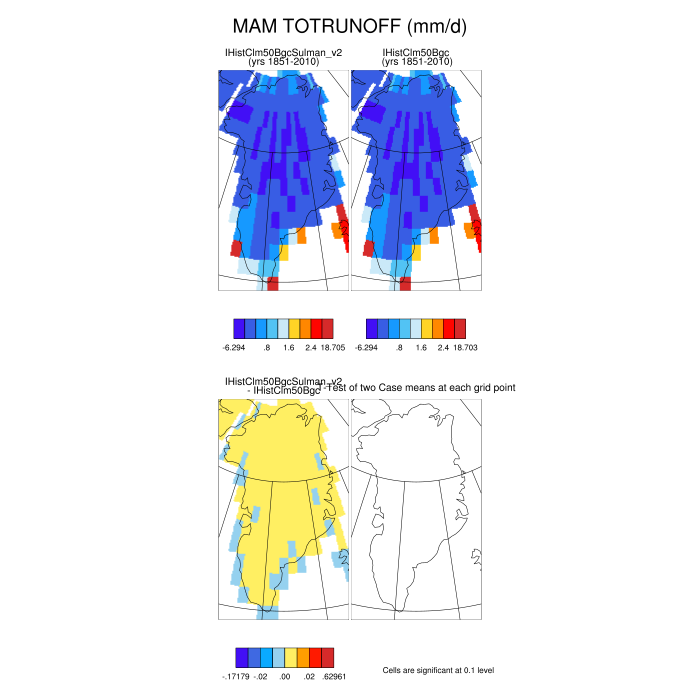 MAM TOTRUNOFF (mm/d)
IHistClm50BgcSulman_v2
(yrs 1851-2010)
IHistClm50Bgc
(yrs 1851-2010)
-6.294 .8 1.6 2.4 18.705
-6.294 .8 1.6 2.4 18.703
IHistClm50BgcSulman_v2
- IHistClm50Bgc
T-Test of two Case means at each grid point
-.17179 -.02 .00 .02 .62961
Cells are significant at 0.1 level